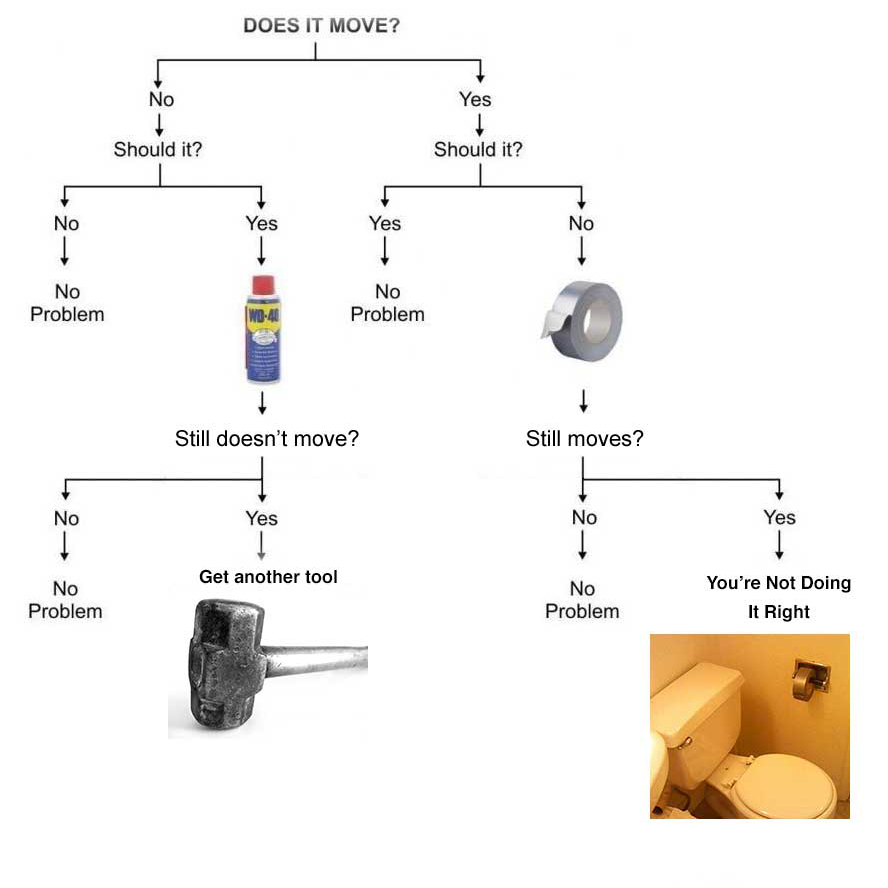 DOES IT MOVE?
No
Yes
Should it?
Should it?
No
Yes
Yes
No
No
Problem
No
Problem
WD-40
Still doesn't move?
Still moves?
No
Yes
No
Yes
No
Problem
Get another tool
No
Problem
You're Not Doing
It Right